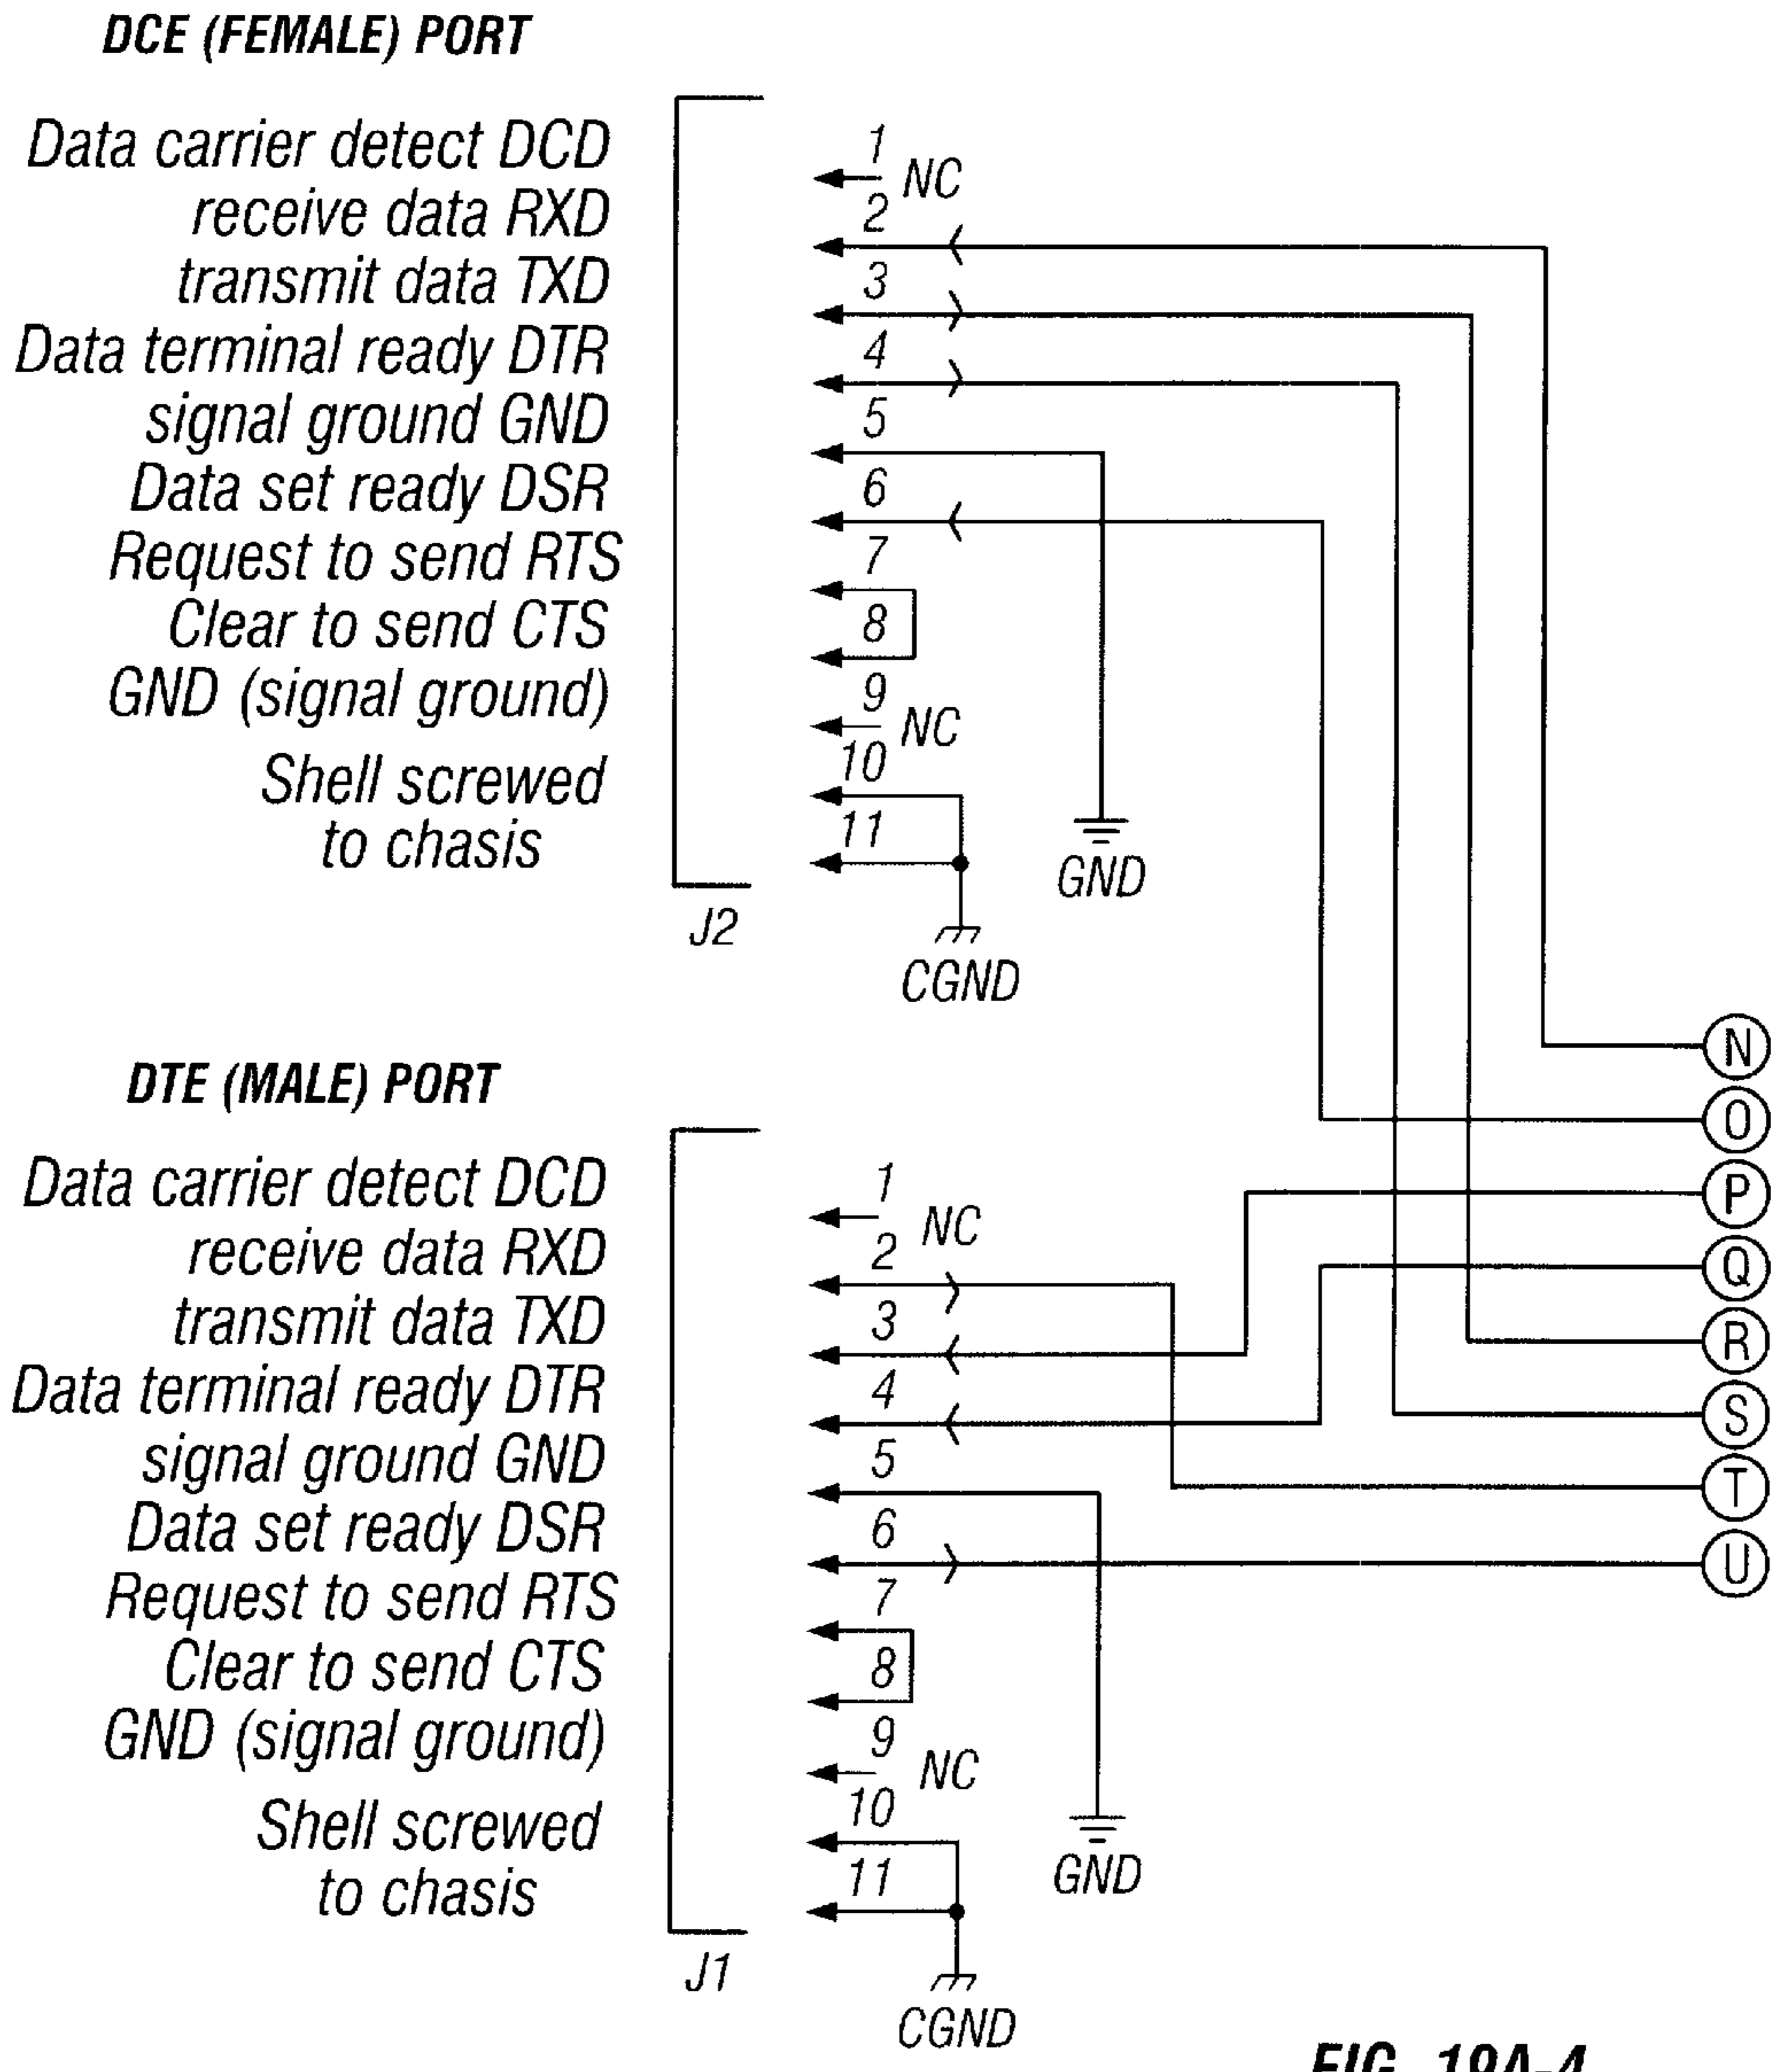 DCE (FEMALE) PORT
Data carrier detect DCD 1 NC
receive data RXD 2
transmit data TXD 3
Data terminal ready DTR 4
signal ground GND 5
Data set ready DSR 6
Request to send RTS 7
Clear to send CTS 8
GND (signal ground) 9 NC
Shell screwed 10
to chasis 11
GND
J2
CGND
N
O
P
Q
R
S
T
U
DTE (MALE) PORT
Data carrier detect DCD 1 NC
receive data RXD 2
transmit data TXD 3
Data terminal ready DTR 4
signal ground GND 5
Data set ready DSR 6
Request to send RTS 7
Clear to send CTS 8
GND (signal ground) 9 NC
Shell screwed 10
to chasis 11
GND
J1
CGND
FIG. 19A-4